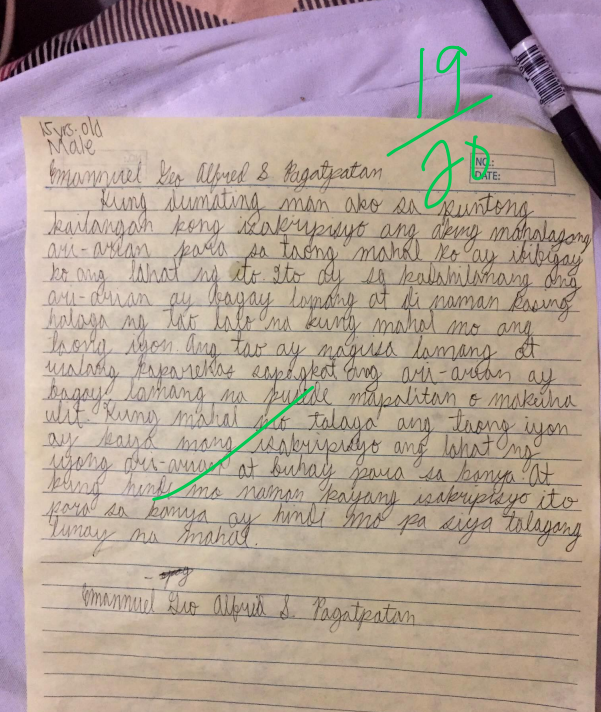 15 yrs. old
Male
19
20
NO.:
DATE:
Emannuel Geo Alfred S. Pagatpatan
Kung dumating man ako sa puntong
kailangan kong isakripisyo ang aking mahalagang
ari-arian para sa taong mahal ko ay ibibigay
ko ang lahat ng ito. Ito ay sa kadahilanang ang
ari-arian ay bagay lamang at di naman kasing
halaga ng tao lalo na kung mahal mo ang
taong iyon. Ang tao ay nagiisa lamang at
walang kaparehas sapagkat ang ari-arian ay
bagay lamang na pwede mapalitan o makuha
ulit. Kung mahal mo talaga ang taong iyon
ay kaya mong isakripisyo ang lahat ng
iyong ari-arian at buhay para sa kanya. At
kung hindi mo naman kayang isakripisyo ito
para sa kanya ay hindi mo pa siya talagang
tunay na mahal.
Emannuel Geo Alfred S. Pagatpatan